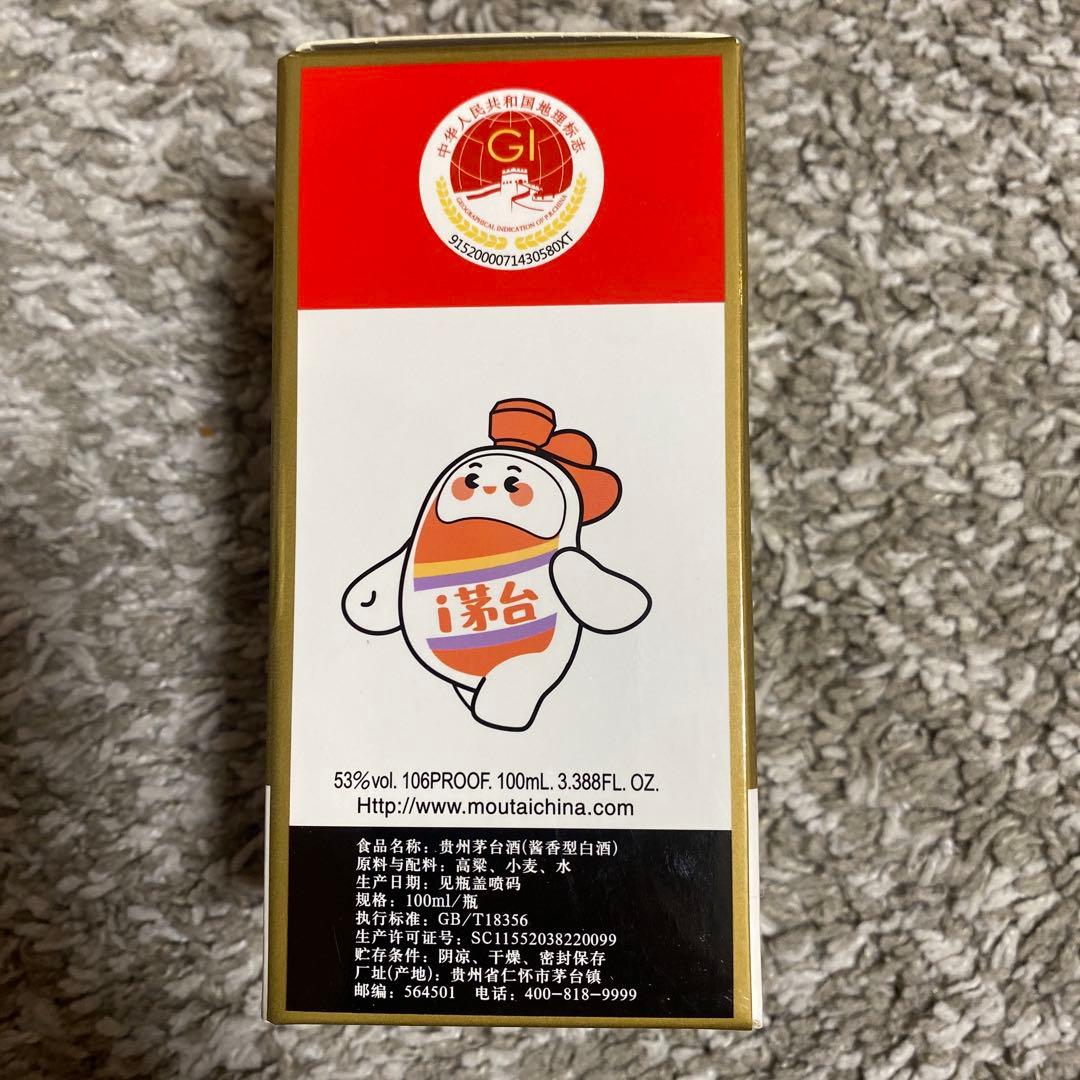 中华人民共和国地理标志
GI
GEOGRAPHICAL INDICATION OF P.R.CHINA
91520000714305​80XT
i茅台
53%vol. 106PROOF. 100mL. 3.388FL. OZ.
Http://www.moutaichina.com
食品名称：贵州茅台酒(酱香型白酒)
原料与配料：高粱、小麦、水
生产日期：见瓶盖喷码
规格：100ml/瓶
执行标准：GB/T18356
生产许可证号：SC11552038220099
贮存条件：阴凉、干燥、密封保存
厂址(产地)：贵州省仁怀市茅台镇
邮编：564501 电话：400-818-9999